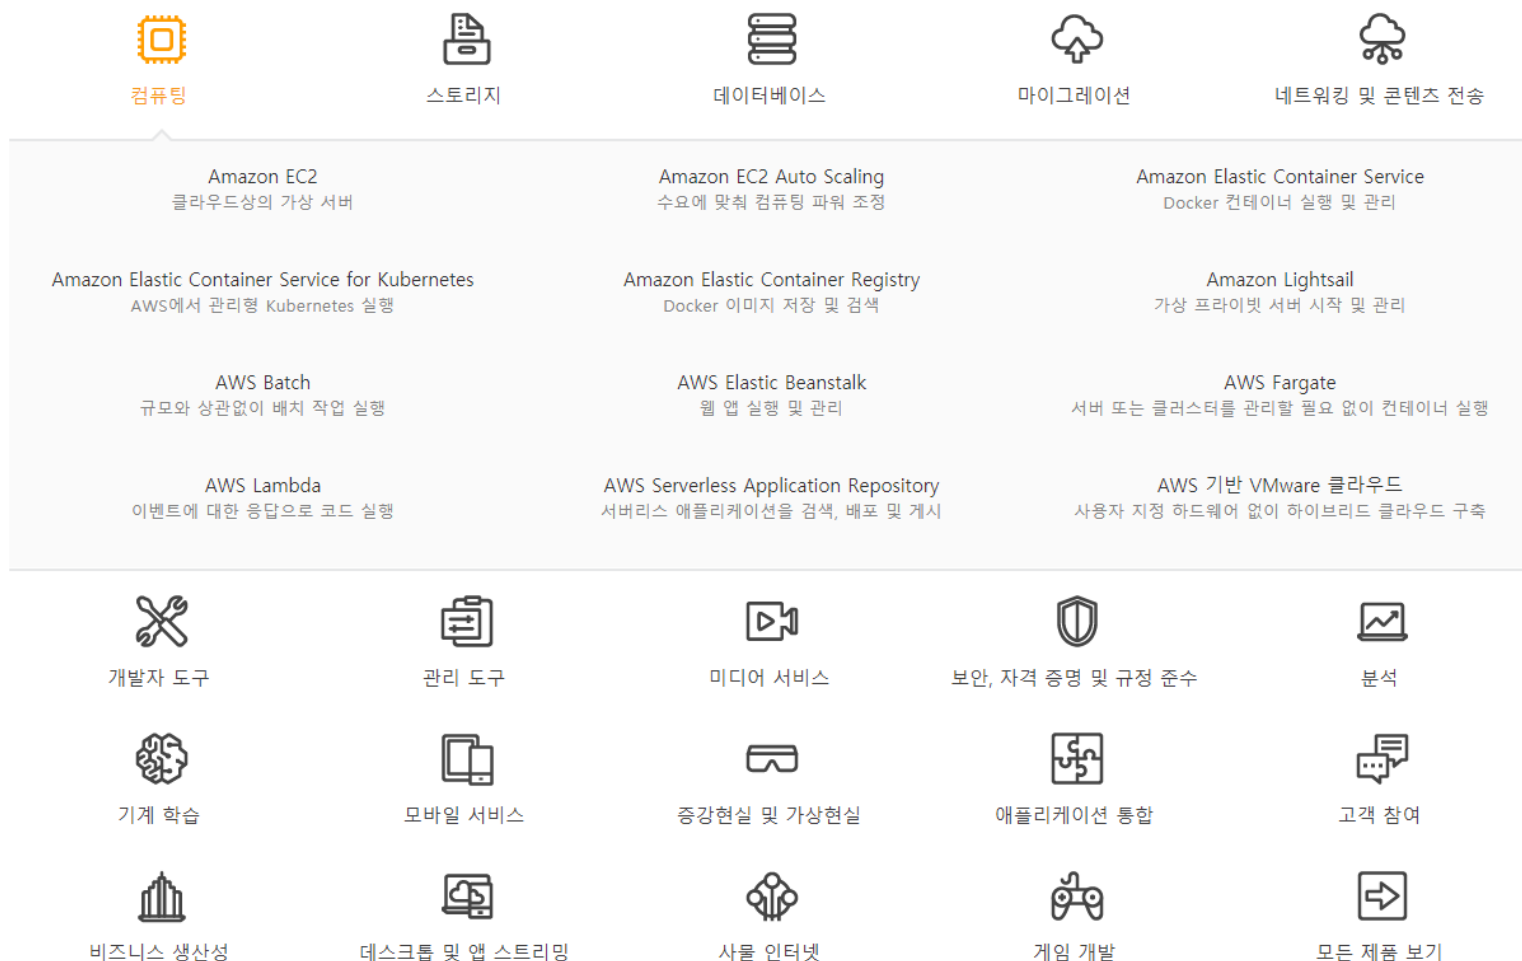 컴퓨팅
스토리지
데이터베이스
마이그레이션
네트워킹 및 콘텐츠 전송
Amazon EC2
클라우드상의 가상 서버
Amazon EC2 Auto Scaling
수요에 맞춰 컴퓨팅 파워 조정
Amazon Elastic Container Service
Docker 컨테이너 실행 및 관리
Amazon Elastic Container Service for Kubernetes
AWS에서 관리형 Kubernetes 실행
Amazon Elastic Container Registry
Docker 이미지 저장 및 검색
Amazon Lightsail
가상 프라이빗 서버 시작 및 관리
AWS Batch
규모와 상관없이 배치 작업 실행
AWS Elastic Beanstalk
웹 앱 실행 및 관리
AWS Fargate
서버 또는 클러스터를 관리할 필요 없이 컨테이너 실행
AWS Lambda
이벤트에 대한 응답으로 코드 실행
AWS Serverless Application Repository
서버리스 애플리케이션을 검색, 배포 및 게시
AWS 기반 VMware 클라우드
사용자 지정 하드웨어 없이 하이브리드 클라우드 구축
개발자 도구
관리 도구
미디어 서비스
보안, 자격 증명 및 규정 준수
분석
기계 학습
모바일 서비스
증강현실 및 가상현실
애플리케이션 통합
고객 참여
비즈니스 생산성
데스크톱 및 앱 스트리밍
사물 인터넷
게임 개발
모든 제품 보기